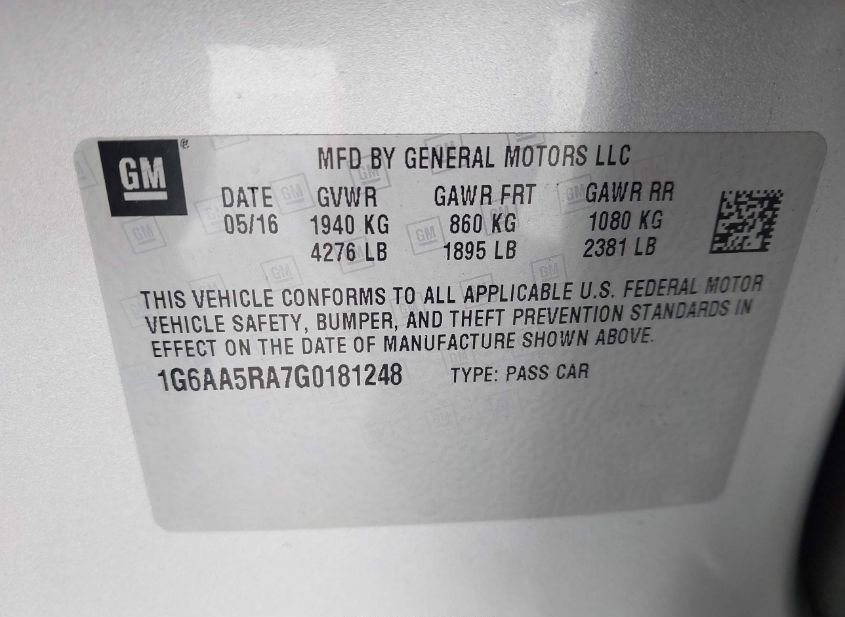 GM®
MFD BY GENERAL MOTORS LLC
DATE GVWR GAWR FRT GAWR RR
05/16 1940 KG 860 KG 1080 KG
4276 LB 1895 LB 2381 LB
THIS VEHICLE CONFORMS TO ALL APPLICABLE U.S. FEDERAL MOTOR
VEHICLE SAFETY, BUMPER, AND THEFT PREVENTION STANDARDS IN
EFFECT ON THE DATE OF MANUFACTURE SHOWN ABOVE.
1G6AA5RA7G0181248 TYPE: PASS CAR